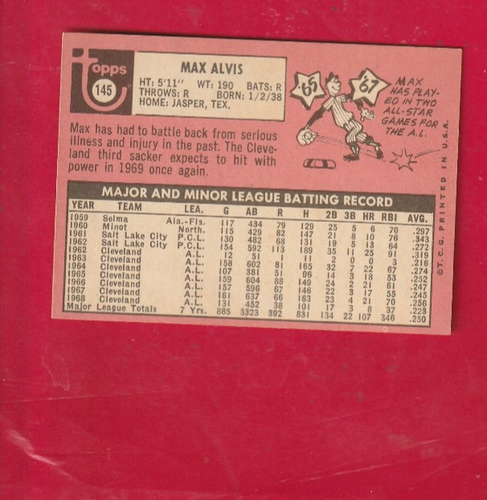 Topps
145
MAX ALVIS
HT: 5'11" WT: 190 BATS: R
THROWS: R BORN: 1/2/38
HOME: JASPER, TEX.
'65
'67
MAX
HAS PLAY-
ED IN TWO
ALL-STAR
GAMES FOR
THE A.L.
Max has had to battle back from serious
illness and injury in the past. The Cleve-
land third sacker expects to hit with
power in 1969 once again.
MAJOR AND MINOR LEAGUE BATTING RECORD
YEAR TEAM LEA. G AB R H 2B 3B HR RBI AVG.
1959 Selma Ala.-Fls. 117 434 79 129 25 5 6 70 .297
1960 Minot North. 115 429 82 147 21 8 10 76 .343
1961 Salt Lake City P.C.L. 130 482 68 131 19 5 13 64 .272
1962 Salt Lake City P.C.L. 154 592 113 189 35 11 25 91 .319
1962 Cleveland A.L. 12 51 1 11 2 0 0 3 .216
1963 Cleveland A.L. 158 602 81 165 32 7 22 67 .274
1964 Cleveland A.L. 107 381 51 96 14 3 18 53 .252
1965 Cleveland A.L. 159 604 88 149 24 2 21 61 .247
1966 Cleveland A.L. 157 596 67 146 22 3 17 55 .245
1967 Cleveland A.L. 161 637 66 163 23 4 21 70 .256
1968 Cleveland A.L. 131 452 38 101 17 3 8 37 .223
Major League Totals 7 Yrs. 885 3323 392 831 134 22 107 346 .250
© T.C.G. PRINTED IN U.S.A.